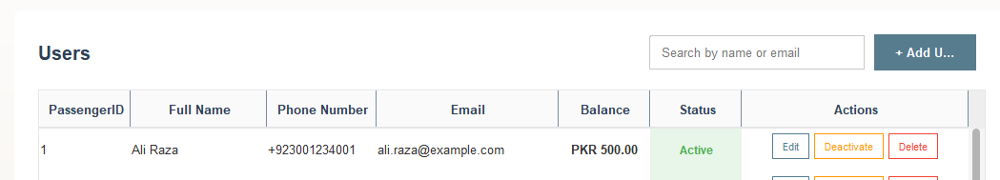 Users
Search by name or email
+ Add U...
PassengerID Full Name Phone Number Email Balance Status Actions
1 Ali Raza +923001234001 ali.raza@example.com PKR 500.00 Active Edit Deactivate Delete